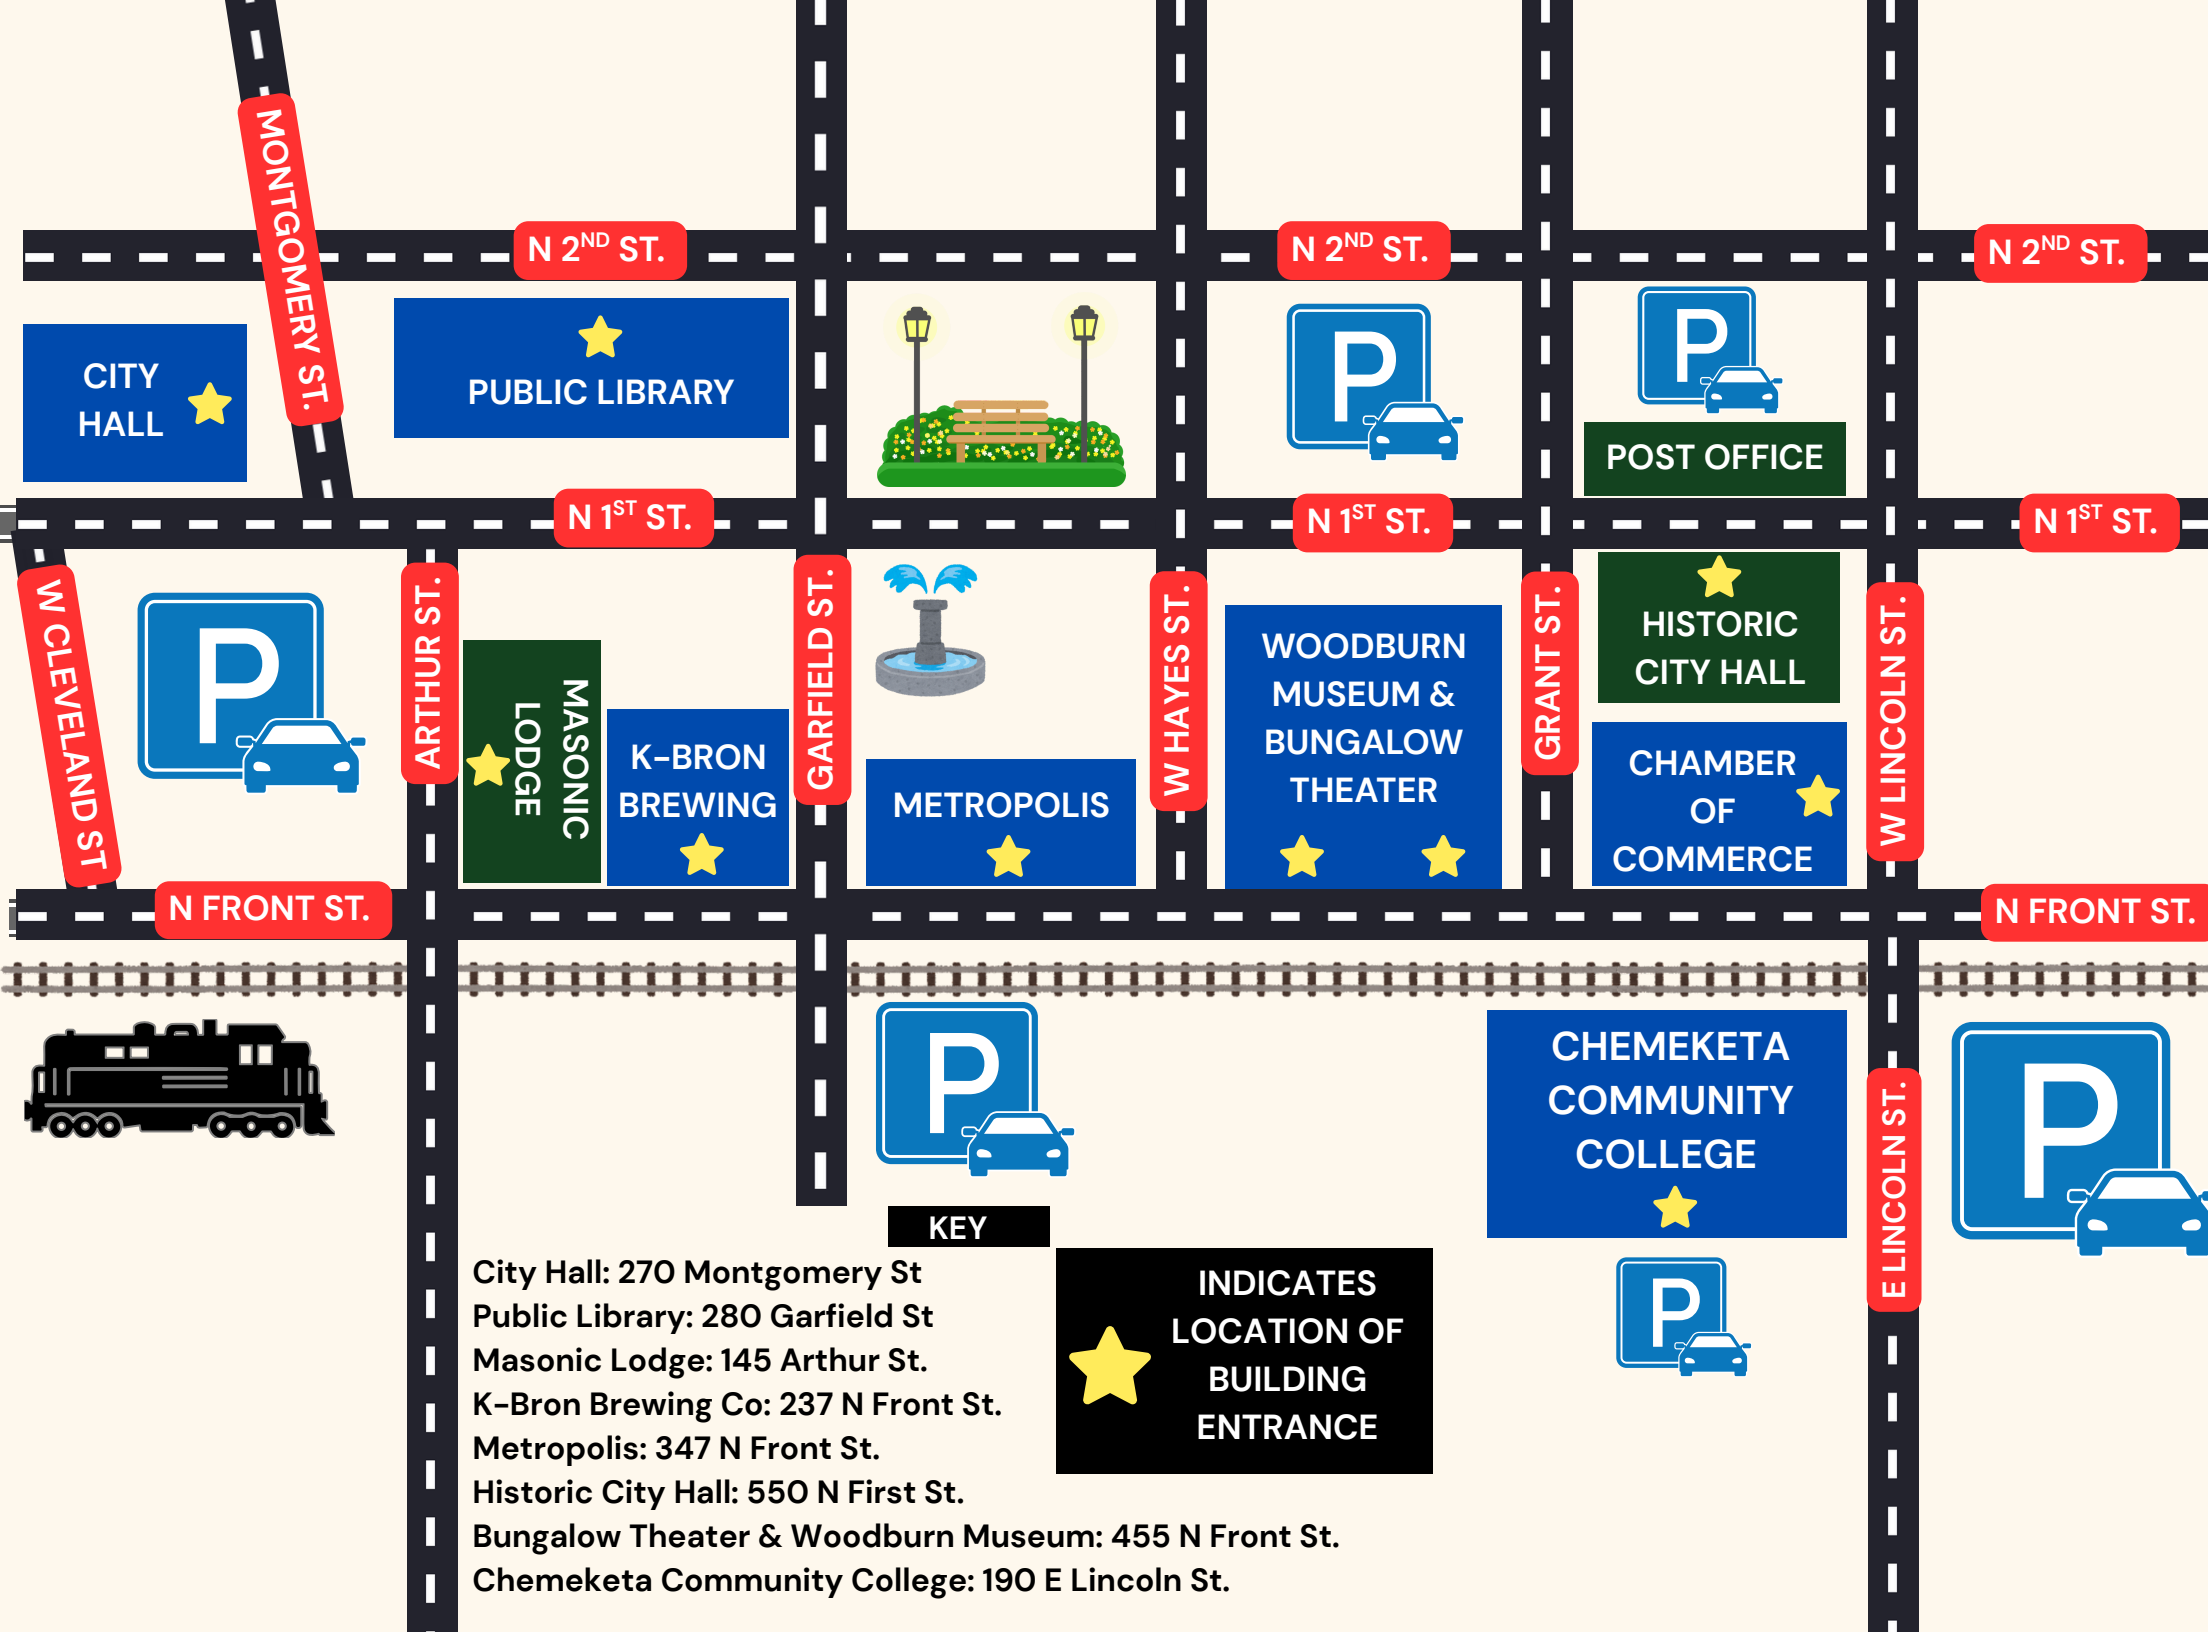 MONTGOMERY ST.
N 2ND ST.
N 2ND ST.
N 2ND ST.
CITY
HALL
PUBLIC LIBRARY
P
P
POST OFFICE
N 1ST ST.
N 1ST ST.
N 1ST ST.
W CLEVELAND ST
P
ARTHUR ST.
MASONIC
LODGE
K-BRON
BREWING
GARFIELD ST.
METROPOLIS
W HAYES ST.
WOODBURN
MUSEUM &
BUNGALOW
THEATER
GRANT ST.
HISTORIC
CITY HALL
CHAMBER
OF
COMMERCE
W LINCOLN ST.
N FRONT ST.
N FRONT ST.
P
CHEMEKETA
COMMUNITY
COLLEGE
P
E LINCOLN ST.
P
KEY
INDICATES
LOCATION OF
BUILDING
ENTRANCE
City Hall: 270 Montgomery St
Public Library: 280 Garfield St
Masonic Lodge: 145 Arthur St.
K-Bron Brewing Co: 237 N Front St.
Metropolis: 347 N Front St.
Historic City Hall: 550 N First St.
Bungalow Theater & Woodburn Museum: 455 N Front St.
Chemeketa Community College: 190 E Lincoln St.